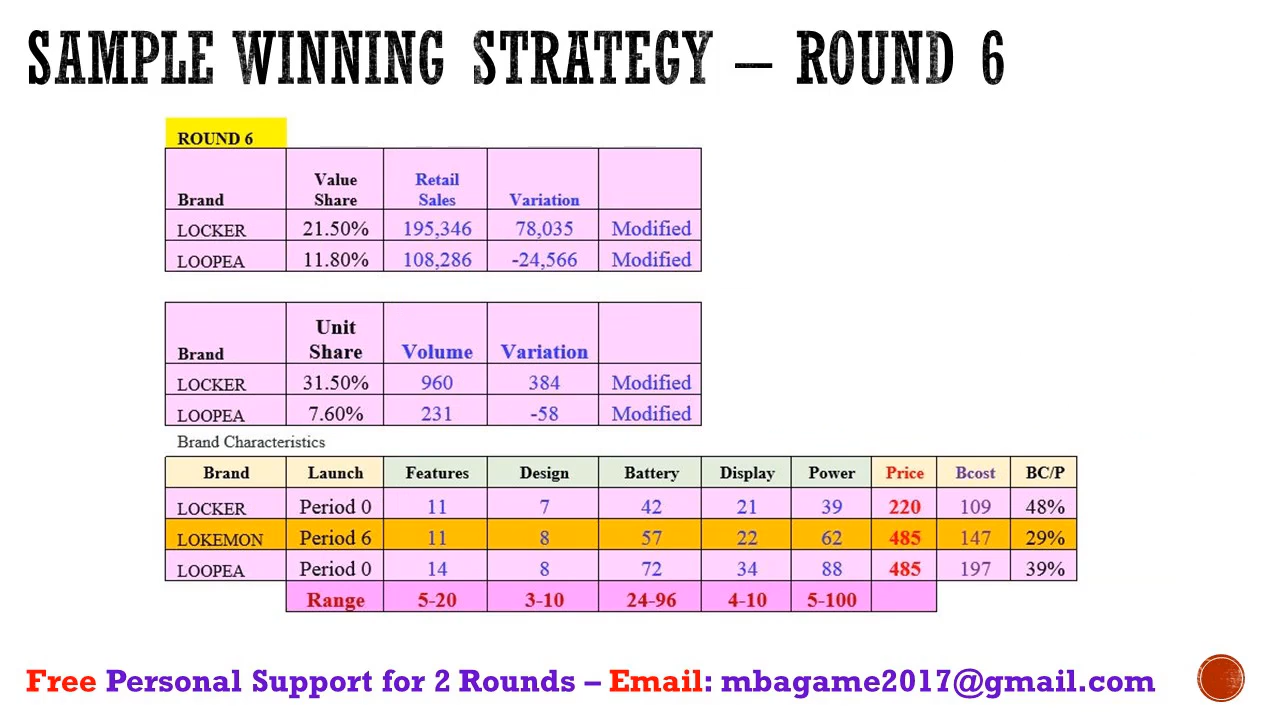 SAMPLE WINNING STRATEGY – ROUND 6
ROUND 6
Brand Value Share Retail Sales Variation
LOCKER 21.50% 195,346 78,035 Modified
LOOPEA 11.80% 108,286 -24,566 Modified
Brand Unit Share Volume Variation
LOCKER 31.50% 960 384 Modified
LOOPEA 7.60% 231 -58 Modified
Brand Characteristics
Brand Launch Features Design Battery Display Power Price Bcost BC/P
LOCKER Period 0 11 7 42 21 39 220 109 48%
LOKEMON Period 6 11 8 57 22 62 485 147 29%
LOOPEA Period 0 14 8 72 34 88 485 197 39%
Range 5-20 3-10 24-96 4-10 5-100
Free Personal Support for 2 Rounds – Email: mbagame2017@gmail.com